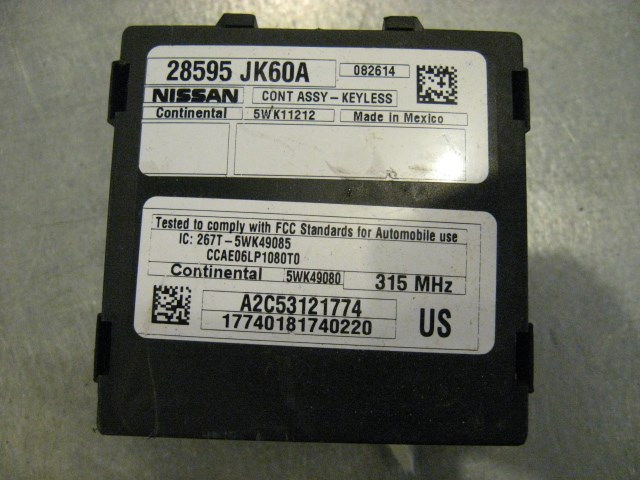 28595 JK60A 082614
NISSAN CONT ASSY-KEYLESS
Continental 5WK11212 Made in Mexico
Tested to comply with FCC Standards for Automobile use
IC: 267T-5WK49085
CCAE06LP1080T0
Continental 5WK49080 315 MHz
A2C53121774
17740181740220 US